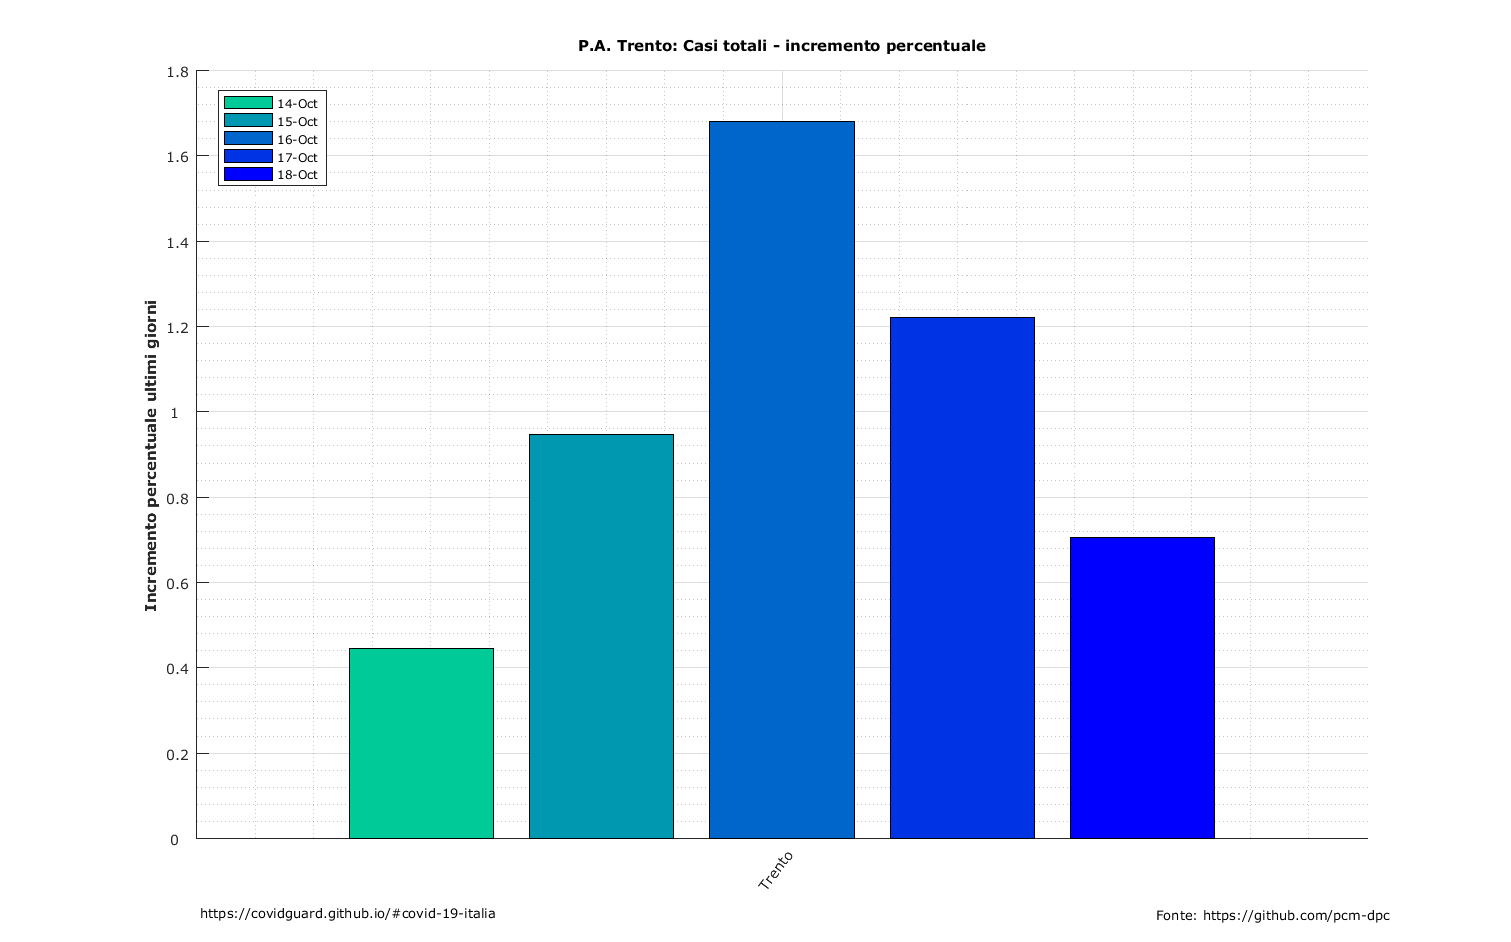 P.A. Trento: Casi totali - incremento percentuale
14-Oct
15-Oct
16-Oct
17-Oct
18-Oct
Incremento percentuale ultimi giorni
1.8
1.6
1.4
1.2
1
0.8
0.6
0.4
0.2
0
Trento
https://covidguard.github.io/#covid-19-italia
Fonte: https://github.com/pcm-dpc